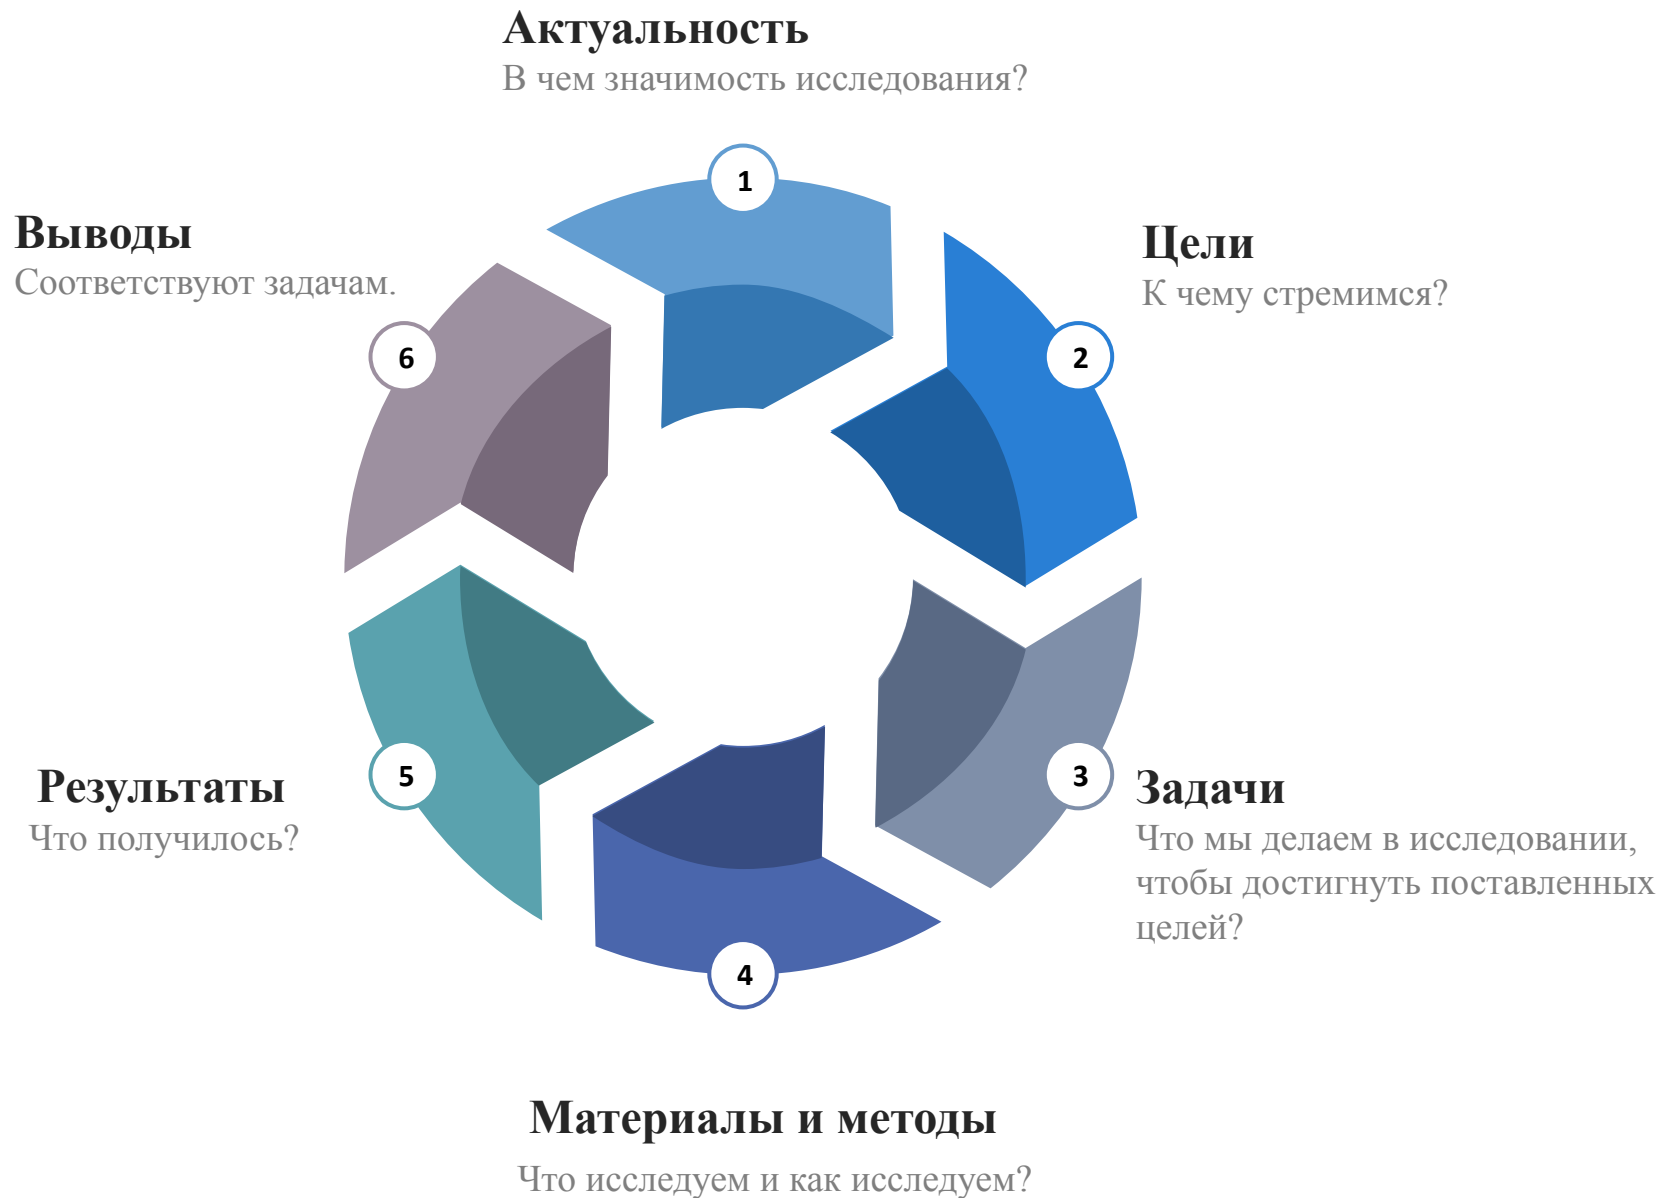 Актуальность
В чем значимость исследования?
1
Цели
К чему стремимся?
2
3
Задачи
Что мы делаем в исследовании,
чтобы достигнуть поставленных
целей?
4
Материалы и методы
Что исследуем и как исследуем?
5
Результаты
Что получилось?
6
Выводы
Соответствуют задачам.